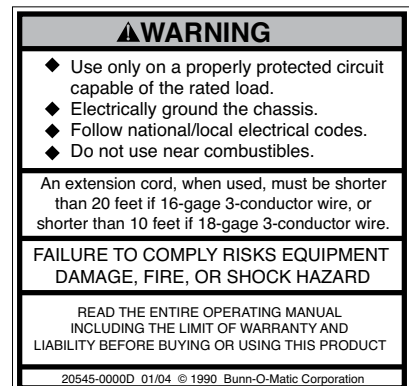 ⚠WARNING
◆ Use only on a properly protected circuit
capable of the rated load.
◆ Electrically ground the chassis.
◆ Follow national/local electrical codes.
◆ Do not use near combustibles.
An extension cord, when used, must be shorter
than 20 feet if 16-gage 3-conductor wire, or
shorter than 10 feet if 18-gage 3-conductor wire.
FAILURE TO COMPLY RISKS EQUIPMENT
DAMAGE, FIRE, OR SHOCK HAZARD
READ THE ENTIRE OPERATING MANUAL
INCLUDING THE LIMIT OF WARRANTY AND
LIABILITY BEFORE BUYING OR USING THIS PRODUCT
20545-0000D 01/04 © 1990 Bunn-O-Matic Corporation